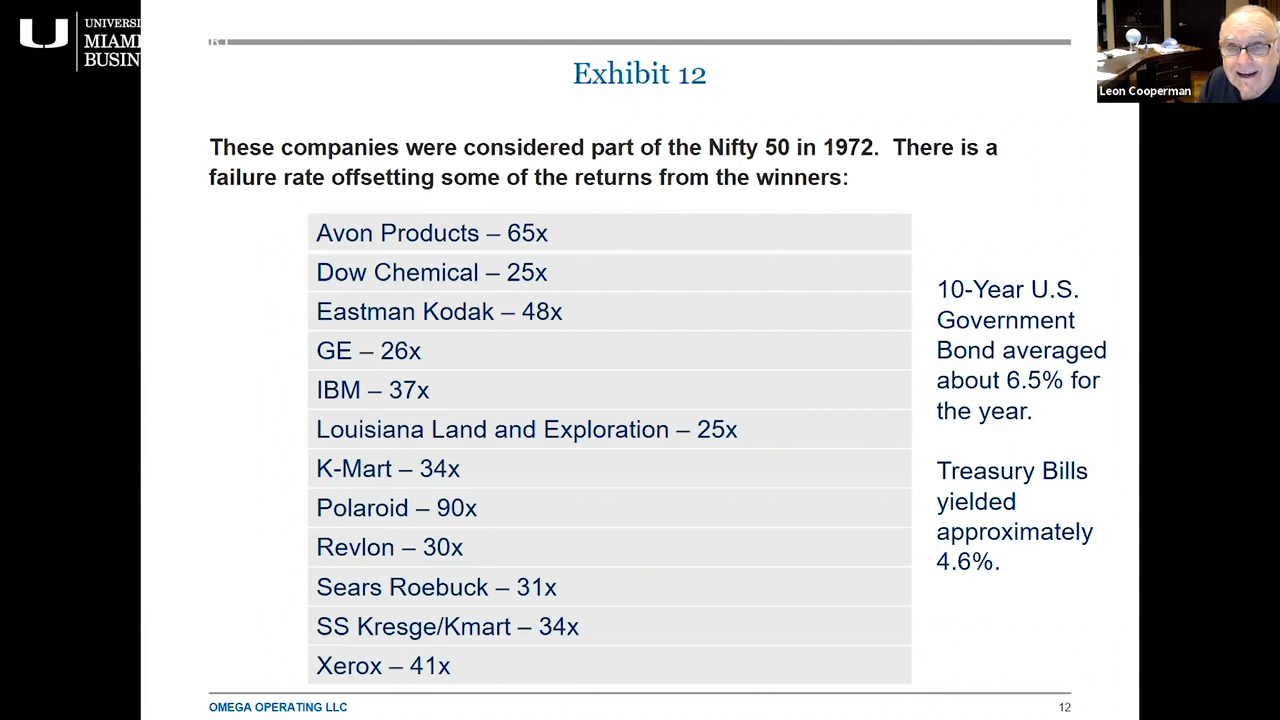 UNIVERSI
MIAMI
BUSIN
Exhibit 12
Leon Cooperman
These companies were considered part of the Nifty 50 in 1972. There is a
failure rate offsetting some of the returns from the winners:
Avon Products – 65x
Dow Chemical – 25x
Eastman Kodak – 48x
GE – 26x
IBM – 37x
Louisiana Land and Exploration – 25x
K-Mart – 34x
Polaroid – 90x
Revlon – 30x
Sears Roebuck – 31x
SS Kresge/Kmart – 34x
Xerox – 41x
10-Year U.S.
Government
Bond averaged
about 6.5% for
the year.
Treasury Bills
yielded
approximately
4.6%.
OMEGA OPERATING LLC
12